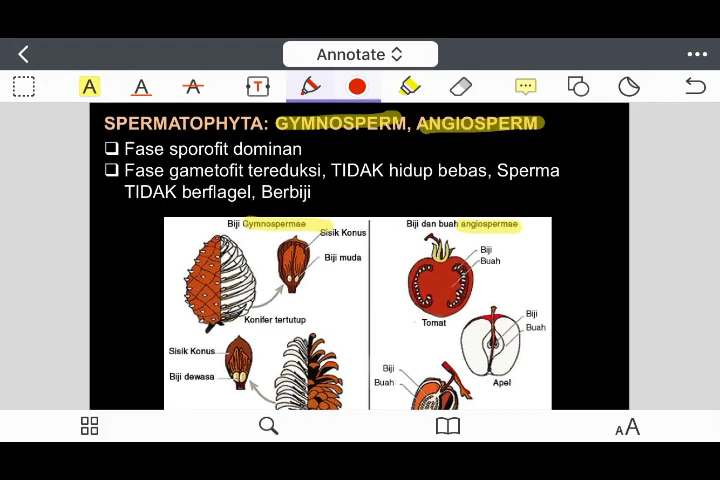 Annotate
A
A
A
T
SPERMATOPHYTA: GYMNOSPERM, ANGIOSPERM
Fase sporofit dominan
Fase gametofit tereduksi, TIDAK hidup bebas, Sperma
TIDAK berflagel, Berbiji
Biji Gymnospermae
Sisik Konus
Biji muda
Konifer tertutup
Sisik Konus
Biji dewasa
Biji dan buah angiospermae
Biji
Buah
Tomat
Biji
Buah
Apel
Biji
Buah
AA